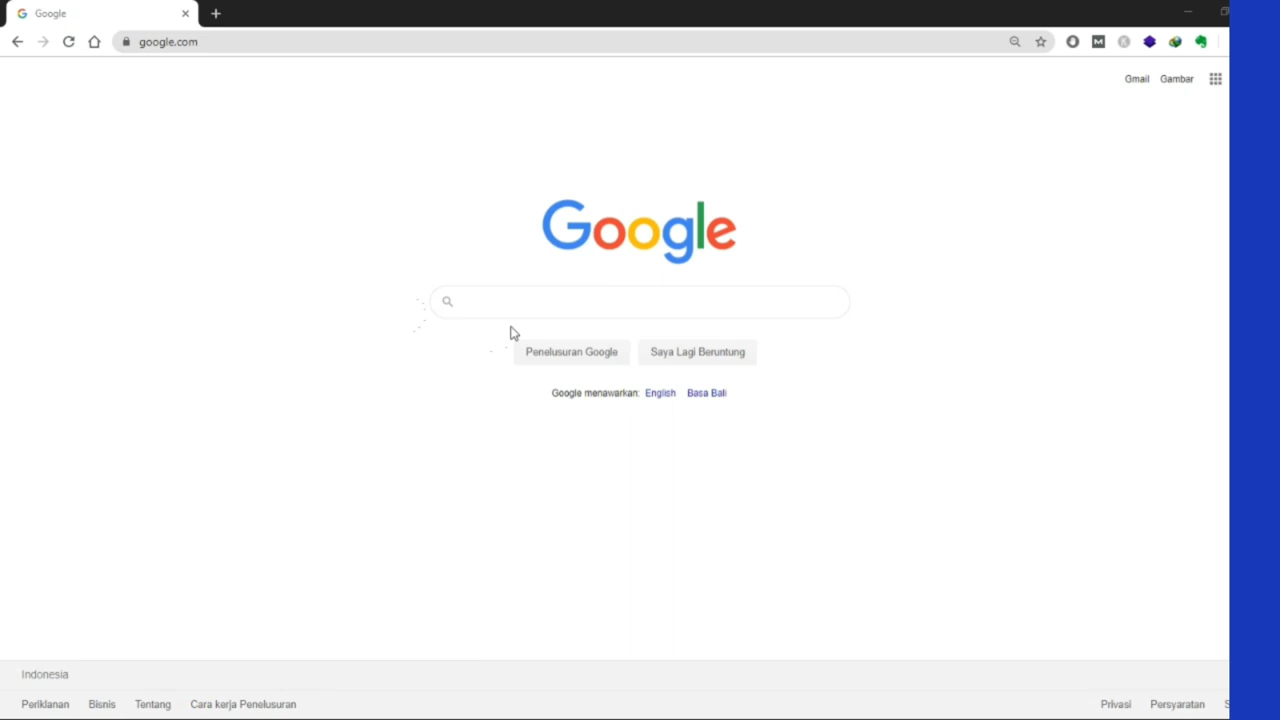 Google
google.com
Gmail Gambar
Google
Penelusuran Google Saya Lagi Beruntung
Google menawarkan: English Basa Bali
Indonesia
Periklanan Bisnis Tentang Cara kerja Penelusuran Privasi Persyaratan